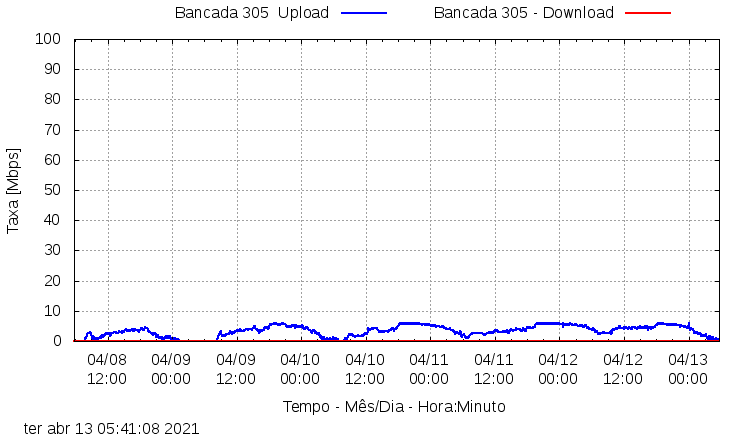 Bancada 305  Upload
Bancada 305 - Download
100
90
80
70
60
50
40
30
20
10
0
Taxa [Mbps]
04/08 04/09 04/09 04/10 04/10 04/11 04/11 04/12 04/12 04/13
12:00 00:00 12:00 00:00 12:00 00:00 12:00 00:00 12:00 00:00
Tempo - Mês/Dia - Hora:Minuto
ter abr 13 05:41:08 2021